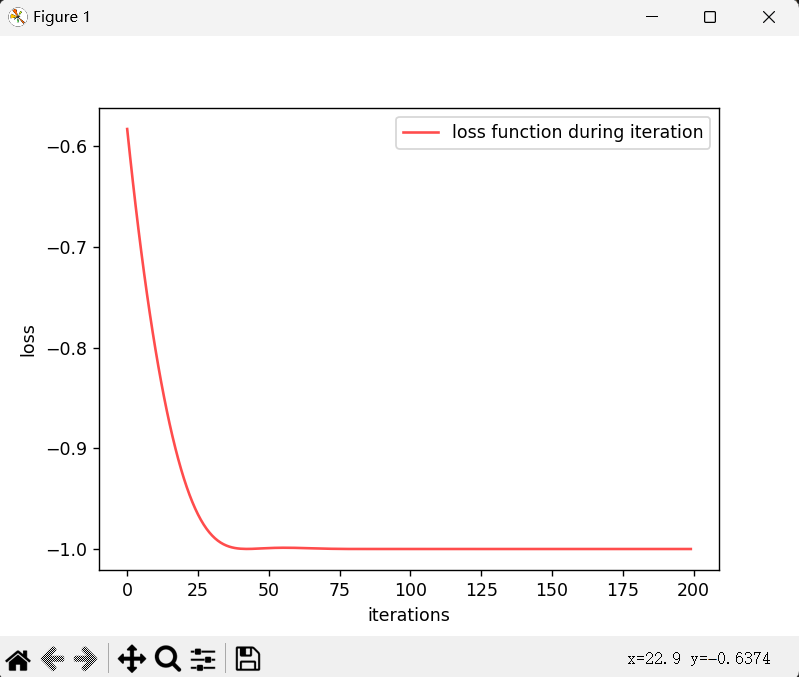 Figure 1
loss function during iteration
−0.6
−0.7
−0.8
−0.9
−1.0
loss
0 25 50 75 100 125 150 175 200
iterations
x=22.9 y=−0.6374